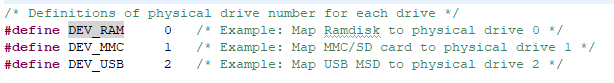 /* Definitions of physical drive number for each drive */
#define DEV_RAM 0 /* Example: Map Ramdisk to physical drive 0 */
#define DEV_MMC 1 /* Example: Map MMC/SD card to physical drive 1 */
#define DEV_USB 2 /* Example: Map USB MSD to physical drive 2 */